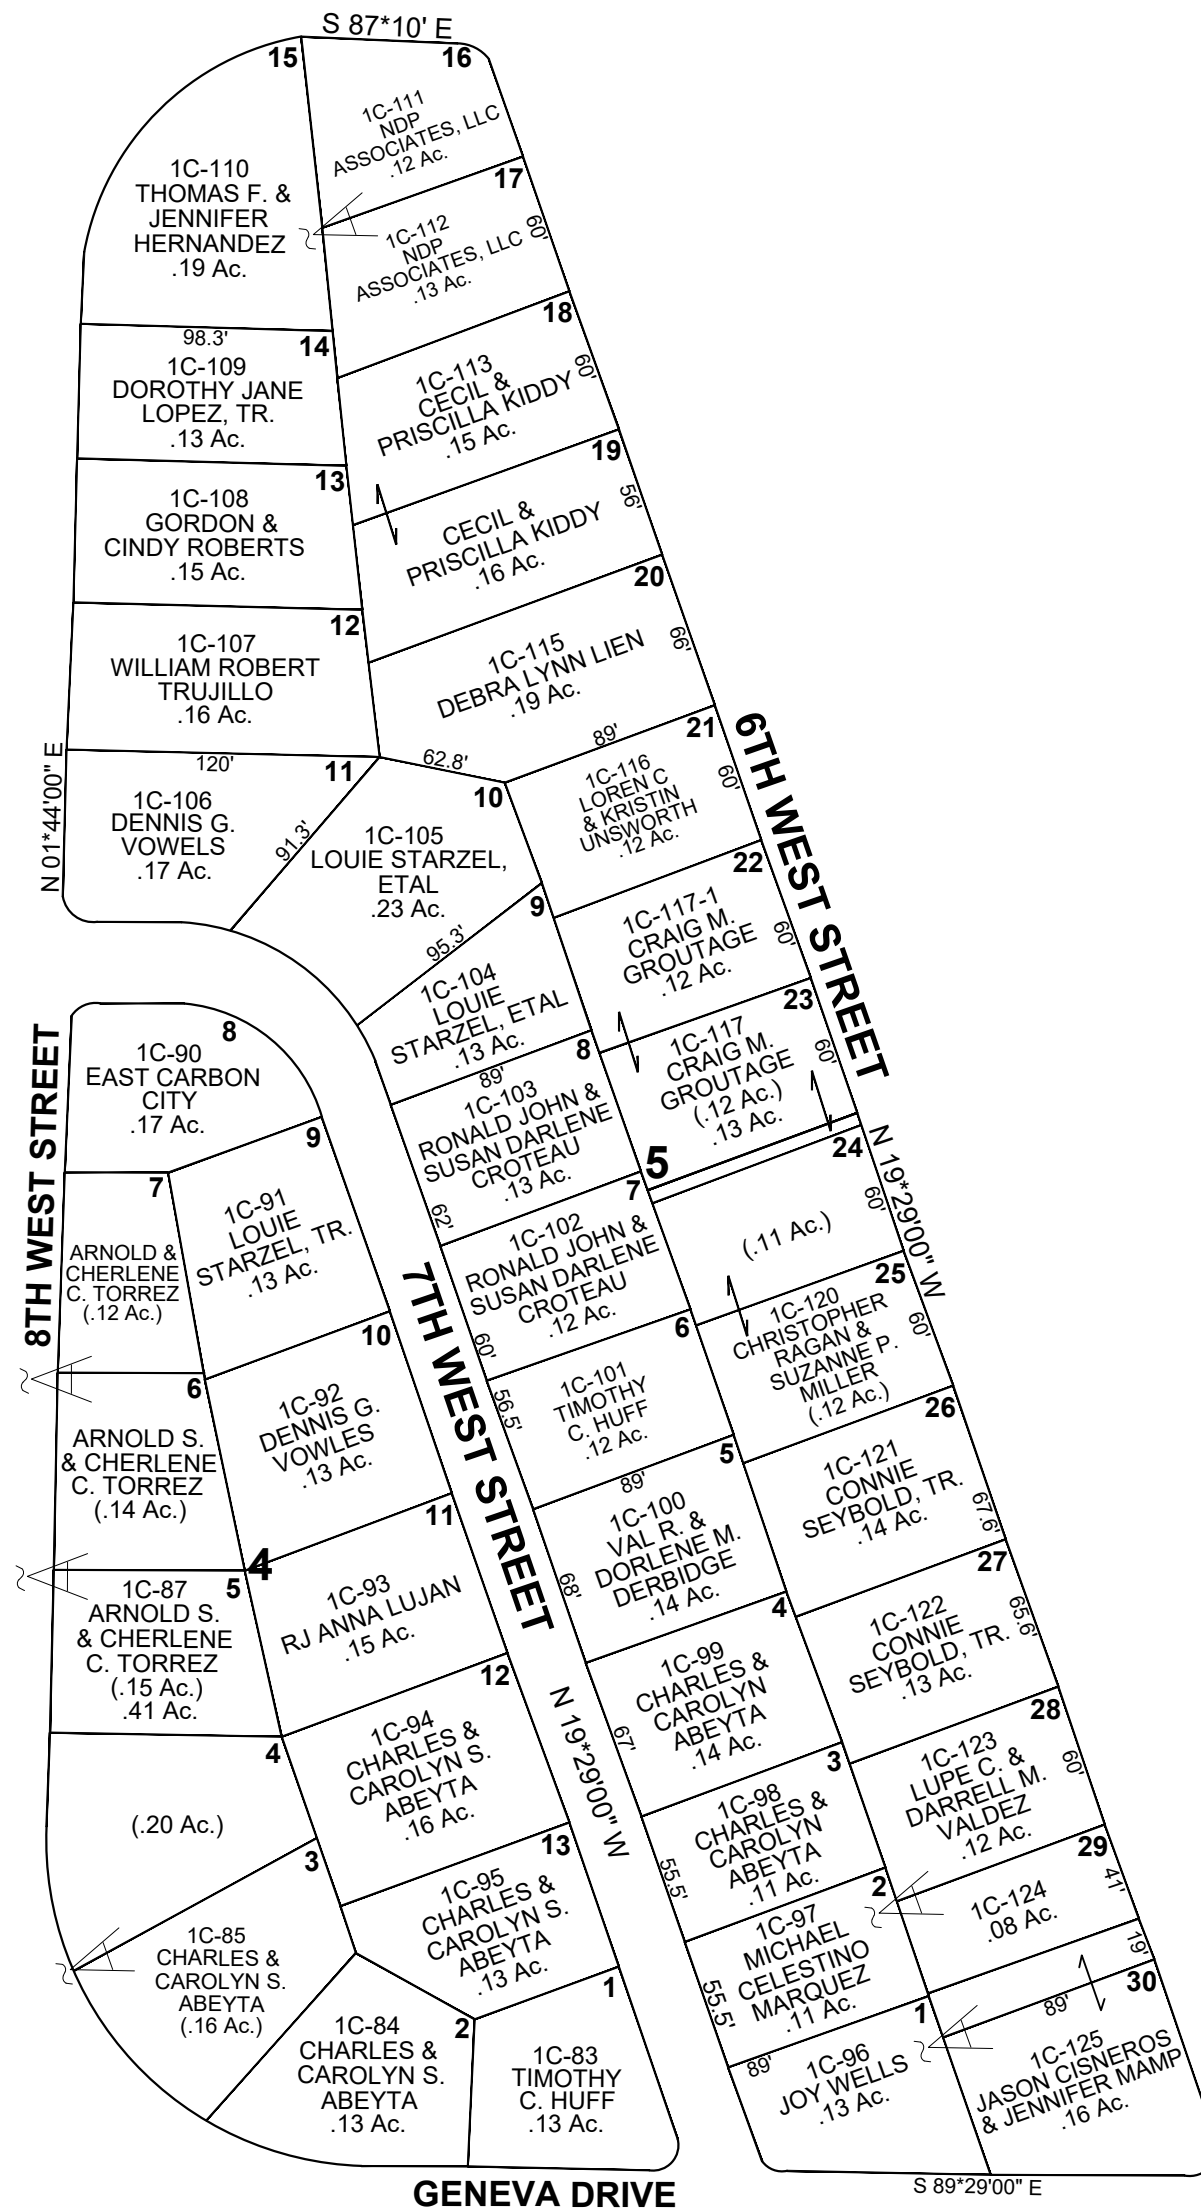 S 87*10' E
15
16
1C-111
NDP
ASSOCIATES, LLC
.12 Ac.
1C-110
THOMAS F. &
JENNIFER
HERNANDEZ
.19 Ac.
17
60'
1C-112
NDP
ASSOCIATES, LLC
.13 Ac.
18
60'
98.3'
14
1C-109
DOROTHY JANE
LOPEZ, TR.
.13 Ac.
1C-113
CECIL &
PRISCILLA KIDDY
.15 Ac.
19
56'
13
1C-108
GORDON &
CINDY ROBERTS
.15 Ac.
CECIL &
PRISCILLA KIDDY
.16 Ac.
20
66'
12
1C-107
WILLIAM ROBERT
TRUJILLO
.16 Ac.
1C-115
DEBRA LYNN LIEN
.19 Ac.
89'
21
60'
6TH WEST STREET
N 01*44'00" E
120'
11
62.8'
1C-106
DENNIS G.
VOWELS
.17 Ac.
91.3'
10
1C-105
LOUIE STARZEL,
ETAL
.23 Ac.
1C-116
LOREN C
& KRISTIN
UNSWORTH
.12 Ac.
22
60'
9
95.3'
1C-104
LOUIE
STARZEL, ETAL
.13 Ac.
1C-117-1
CRAIG M.
GROUTAGE
.12 Ac.
23
60'
8TH WEST STREET
8
1C-90
EAST CARBON
CITY
.17 Ac.
89'
8
1C-103
RONALD JOHN &
SUSAN DARLENE
CROTEAU
.13 Ac.
62'
1C-117
CRAIG M.
GROUTAGE
(.12 Ac.)
.13 Ac.
5
24
N 19*29'00" W
60'
9
7
1C-91
LOUIE
STARZEL, TR.
.13 Ac.
ARNOLD &
CHERLENE
C. TORREZ
(.12 Ac.)
7TH WEST STREET
7
1C-102
RONALD JOHN &
SUSAN DARLENE
CROTEAU
.12 Ac.
60'
(.11 Ac.)
25
60'
10
6
1C-92
DENNIS G.
VOWLES
.13 Ac.
ARNOLD S.
& CHERLENE
C. TORREZ
(.14 Ac.)
6
56.5'
1C-101
TIMOTHY
C. HUFF
.12 Ac.
1C-120
CHRISTOPHER
RAGAN &
SUZANNE P.
MILLER
(.12 Ac.)
26
67.6'
11
4
5
1C-87
ARNOLD S.
& CHERLENE
C. TORREZ
(.15 Ac.)
.41 Ac.
1C-93
RJ ANNA LUJAN
.15 Ac.
89'
5
1C-100
VAL R. &
DORLENE M.
DERBIDGE
.14 Ac.
68'
1C-121
CONNIE
SEYBOLD, TR.
.14 Ac.
27
65.6'
12
4
1C-94
CHARLES &
CAROLYN S.
ABEYTA
.16 Ac.
(.20 Ac.)
N 19*29'00" W
4
1C-99
CHARLES &
CAROLYN
ABEYTA
.14 Ac.
67'
1C-122
CONNIE
SEYBOLD, TR.
.13 Ac.
28
60'
13
3
1C-95
CHARLES &
CAROLYN S.
ABEYTA
.13 Ac.
1C-85
CHARLES &
CAROLYN S.
ABEYTA
(.16 Ac.)
3
1C-98
CHARLES &
CAROLYN
ABEYTA
.11 Ac.
55.5'
1C-123
LUPE C. &
DARRELL M.
VALDEZ
.12 Ac.
29
41'
2
1C-97
MICHAEL
CELESTINO
MARQUEZ
.11 Ac.
55.5'
1C-124
.08 Ac.
19'
30
1
2
1C-84
CHARLES &
CAROLYN S.
ABEYTA
.13 Ac.
1C-83
TIMOTHY
C. HUFF
.13 Ac.
89'
1
1C-96
JOY WELLS
.13 Ac.
89'
1C-125
JASON CISNEROS
& JENNIFER MAMP
.16 Ac.
GENEVA DRIVE
S 89*29'00" E